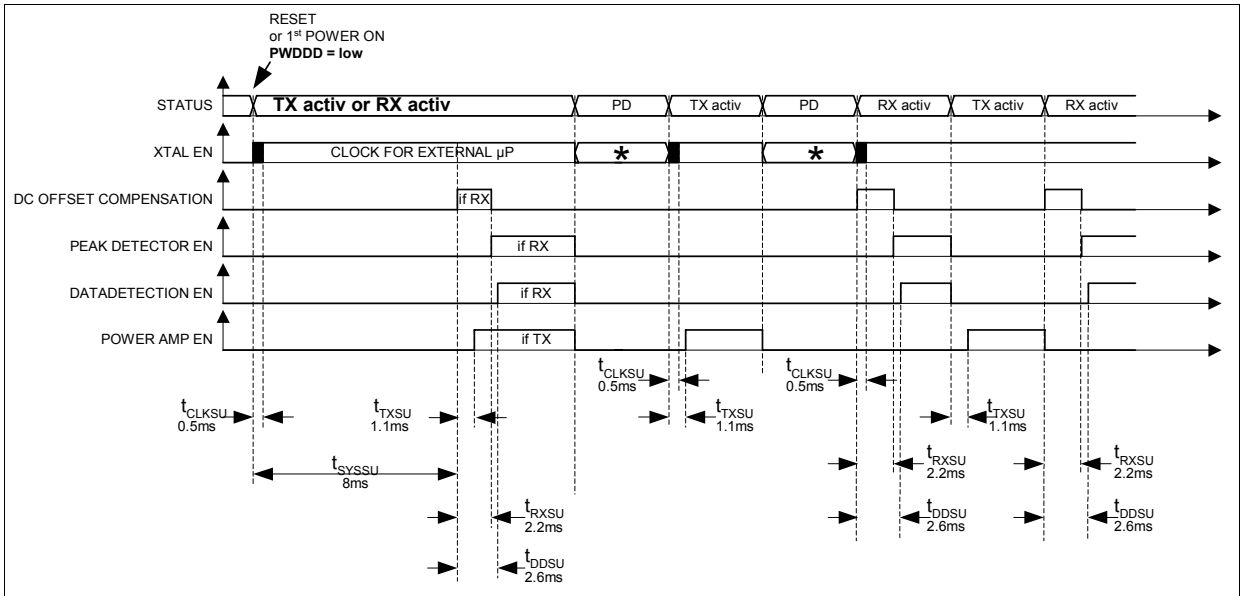 RESET
or 1st POWER ON
PWDDD = low
STATUS
TX activ or RX activ
PD
TX activ
PD
RX activ
TX activ
RX activ
XTAL EN
CLOCK FOR EXTERNAL µP
*
*
DC OFFSET COMPENSATION
if RX
PEAK DETECTOR EN
if RX
DATADETECTION EN
if RX
POWER AMP EN
if TX
tCLKSU
0.5ms
tCLKSU
0.5ms
tCLKSU
0.5ms
tTXSU
1.1ms
tTXSU
1.1ms
tTXSU
1.1ms
tSYSSU
8ms
tRXSU
2.2ms
tRXSU
2.2ms
tRXSU
2.2ms
tDDSU
2.6ms
tDDSU
2.6ms
tDDSU
2.6ms